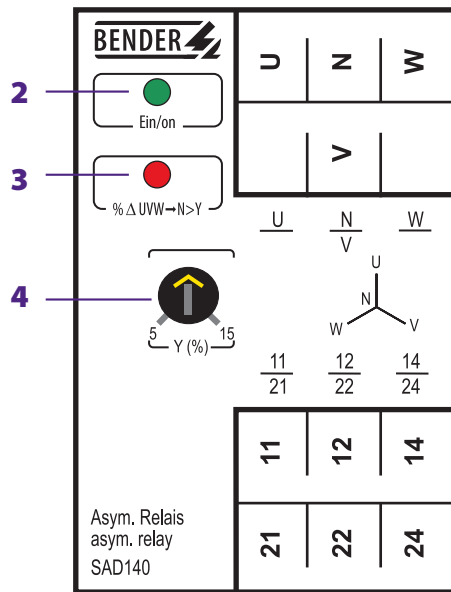 BENDER
U N W
2
Ein/on
V
3
% Δ UVW→N>Y
U N W
V
U
N
W V
4
5 15
Y (%)
11 12 14
21 22 24
11 12 14
21 22 24
Asym. Relais
asym. relay
SAD140